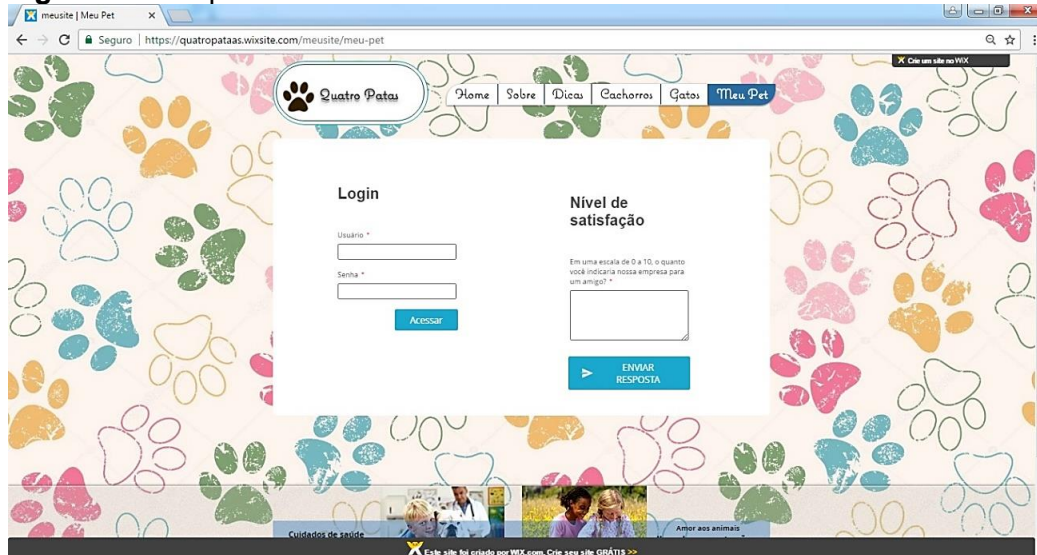 meusite | Meu Pet
Seguro | https://quatropataas.wixsite.com/meusite/meu-pet
Crie um site no WiX
Quatro Patas
Home Sobre Dicas Cachorros Gatos Meu Pet
Login
Usuário *
Senha *
Acessar
Nível de
satisfação
Em uma escala de 0 a 10, o quanto
você indicaria nossa empresa para
um amigo? *
ENVIAR
RESPOSTA
Cuidados de saúde
Amor aos animais
Este site foi criado por WIX.com. Crie seu site GRÁTIS >>